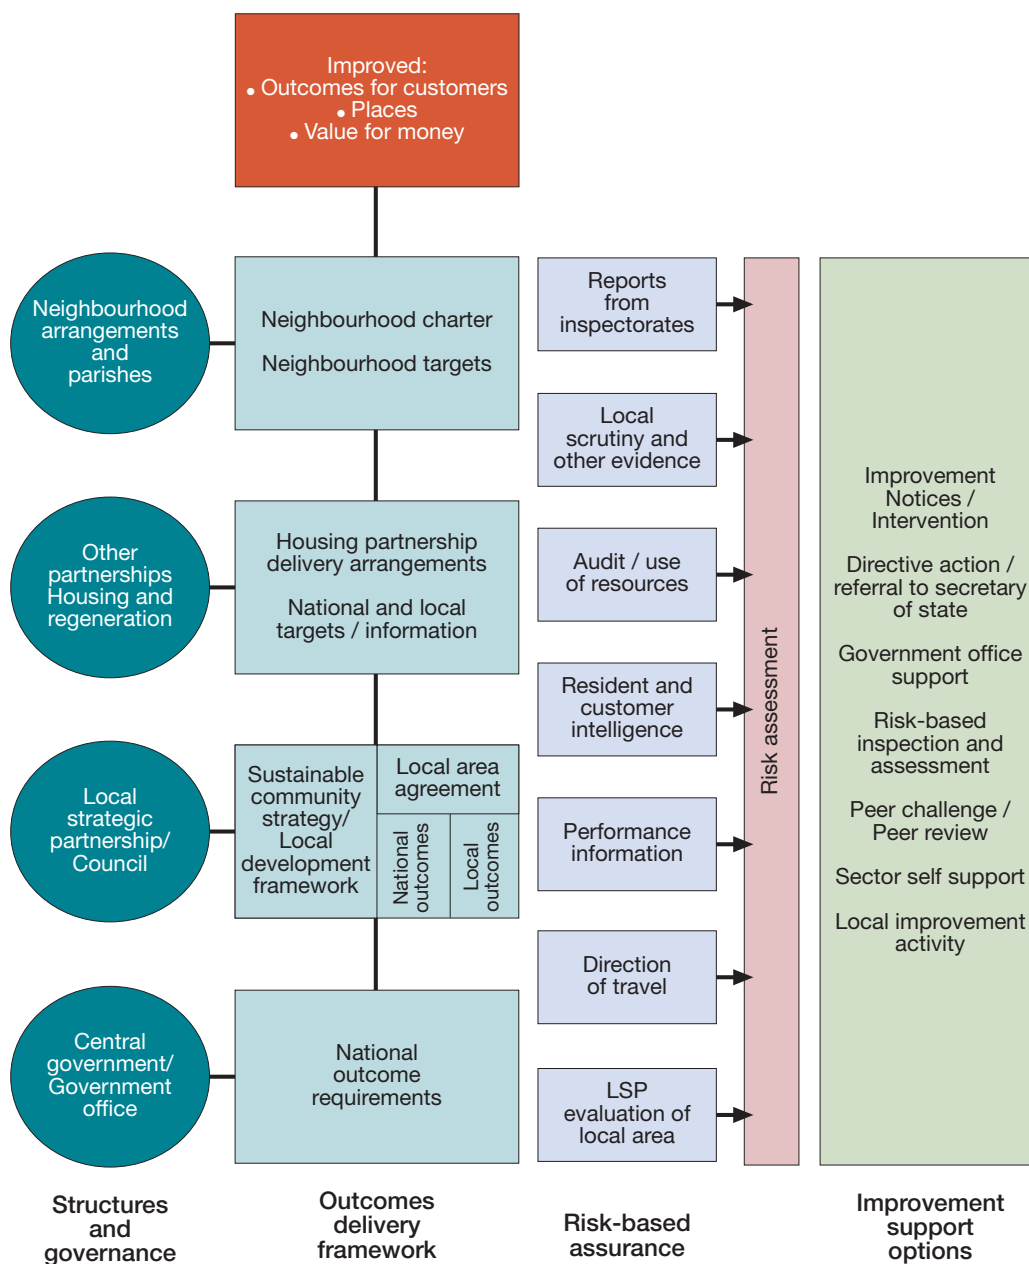 Improved:
• Outcomes for customers
• Places
• Value for money
Neighbourhood
arrangements
and
parishes
Neighbourhood charter
Neighbourhood targets
Other
partnerships
Housing and
regeneration
Housing partnership
delivery arrangements
National and local
targets / information
Local
strategic
partnership/
Council
Sustainable
community
strategy/
Local
development
framework
Local area
agreement
National
outcomes
Local
outcomes
Central
government/
Government
office
National
outcome
requirements
Structures
and
governance
Outcomes
delivery
framework
Reports
from
inspectorates
Local
scrutiny and
other evidence
Audit / use
of resources
Resident and
customer
intelligence
Performance
information
Direction
of travel
LSP
evaluation of
local area
Risk assessment
Risk-based
assurance
Improvement
Notices /
Intervention
Directive action /
referral to secretary
of state
Government office
support
Risk-based
inspection and
assessment
Peer challenge /
Peer review
Sector self support
Local improvement
activity
Improvement
support
options